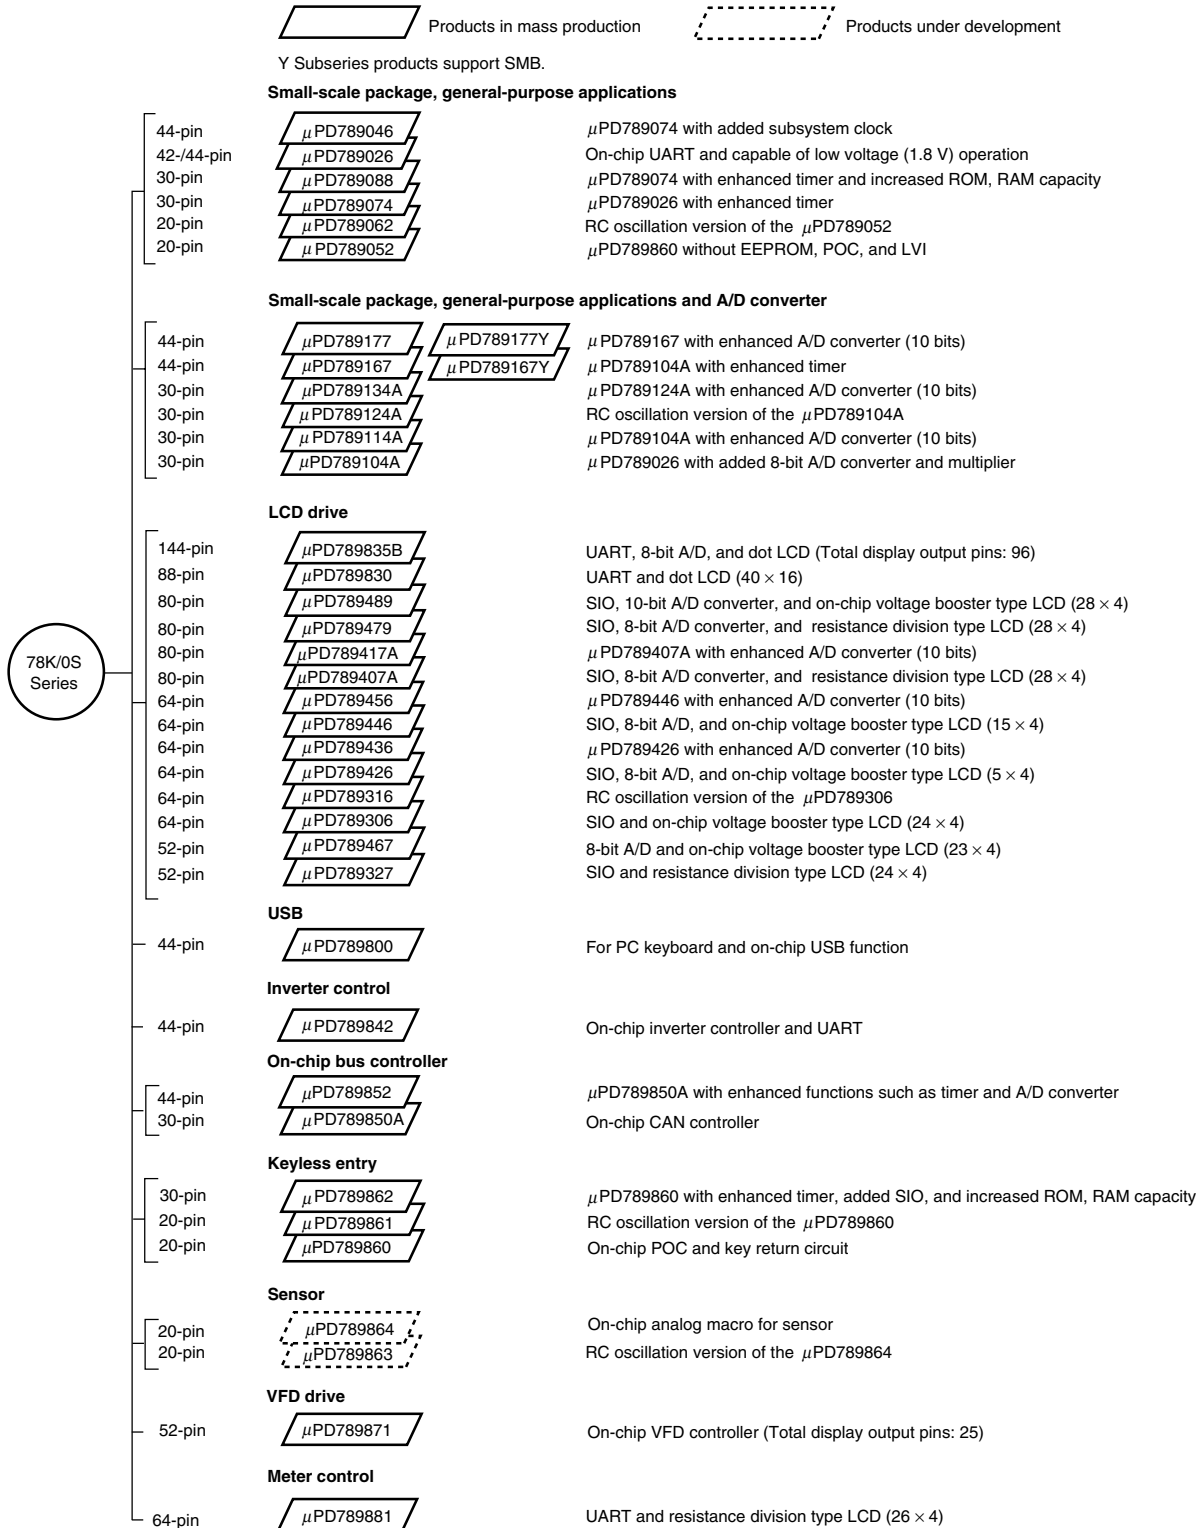 Products in mass production Products under development
Y Subseries products support SMB.
Small-scale package, general-purpose applications
44-pin μPD789046 μPD789074 with added subsystem clock
42-/44-pin μPD789026 On-chip UART and capable of low voltage (1.8 V) operation
30-pin μPD789088 μPD789074 with enhanced timer and increased ROM, RAM capacity
30-pin μPD789074 μPD789026 with enhanced timer
20-pin μPD789062 RC oscillation version of the μPD789052
20-pin μPD789052 μPD789860 without EEPROM, POC, and LVI
Small-scale package, general-purpose applications and A/D converter
44-pin μPD789177 μPD789177Y μPD789167 with enhanced A/D converter (10 bits)
44-pin μPD789167 μPD789167Y μPD789104A with enhanced timer
30-pin μPD789134A μPD789124A with enhanced A/D converter (10 bits)
30-pin μPD789124A RC oscillation version of the μPD789104A
30-pin μPD789114A μPD789104A with enhanced A/D converter (10 bits)
30-pin μPD789104A μPD789026 with added 8-bit A/D converter and multiplier
LCD drive
144-pin μPD789835B UART, 8-bit A/D, and dot LCD (Total display output pins: 96)
88-pin μPD789830 UART and dot LCD (40 × 16)
80-pin μPD789489 SIO, 10-bit A/D converter, and on-chip voltage booster type LCD (28 × 4)
80-pin μPD789479 SIO, 8-bit A/D converter, and resistance division type LCD (28 × 4)
80-pin μPD789417A μPD789407A with enhanced A/D converter (10 bits)
80-pin μPD789407A SIO, 8-bit A/D converter, and resistance division type LCD (28 × 4)
78K/0S
Series
64-pin μPD789456 μPD789446 with enhanced A/D converter (10 bits)
64-pin μPD789446 SIO, 8-bit A/D, and on-chip voltage booster type LCD (15 × 4)
64-pin μPD789436 μPD789426 with enhanced A/D converter (10 bits)
64-pin μPD789426 SIO, 8-bit A/D, and on-chip voltage booster type LCD (5 × 4)
64-pin μPD789316 RC oscillation version of the μPD789306
64-pin μPD789306 SIO and on-chip voltage booster type LCD (24 × 4)
52-pin μPD789467 8-bit A/D and on-chip voltage booster type LCD (23 × 4)
52-pin μPD789327 SIO and resistance division type LCD (24 × 4)
USB
44-pin μPD789800 For PC keyboard and on-chip USB function
Inverter control
44-pin μPD789842 On-chip inverter controller and UART
On-chip bus controller
44-pin μPD789852 μPD789850A with enhanced functions such as timer and A/D converter
30-pin μPD789850A On-chip CAN controller
Keyless entry
30-pin μPD789862 μPD789860 with enhanced timer, added SIO, and increased ROM, RAM capacity
20-pin μPD789861 RC oscillation version of the μPD789860
20-pin μPD789860 On-chip POC and key return circuit
Sensor
20-pin μPD789864 On-chip analog macro for sensor
20-pin μPD789863 RC oscillation version of the μPD789864
VFD drive
52-pin μPD789871 On-chip VFD controller (Total display output pins: 25)
Meter control
64-pin μPD789881 UART and resistance division type LCD (26 × 4)